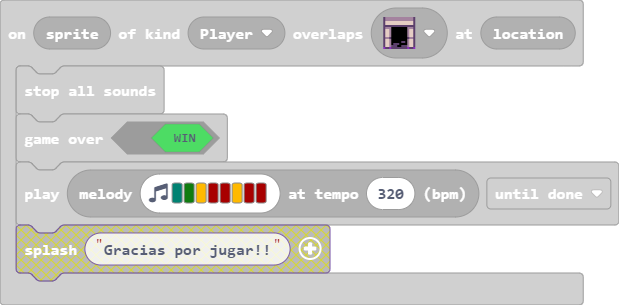 on sprite of kind Player overlaps at location
stop all sounds
game over WIN
play melody at tempo 320 (bpm) until done
splash "Gracias por jugar!!"